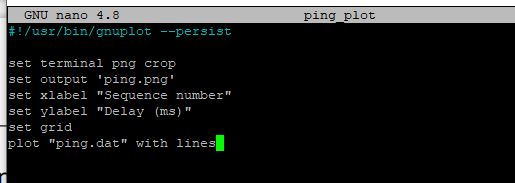 GNU nano 4.8 ping_plot
#!/usr/bin/gnuplot --persist
set terminal png crop
set output 'ping.png'
set xlabel "Sequence number"
set ylabel "Delay (ms)"
set grid
plot "ping.dat" with lines